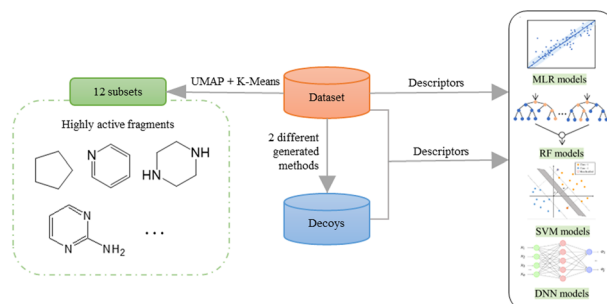 12 subsets
UMAP + K-Means
Dataset
Descriptors
Highly active fragments
N
NH
HN
N
N
NH2
...
2 different
generated
methods
Decoys
Descriptors
MLR models
...
RF models
SVM models
DNN models